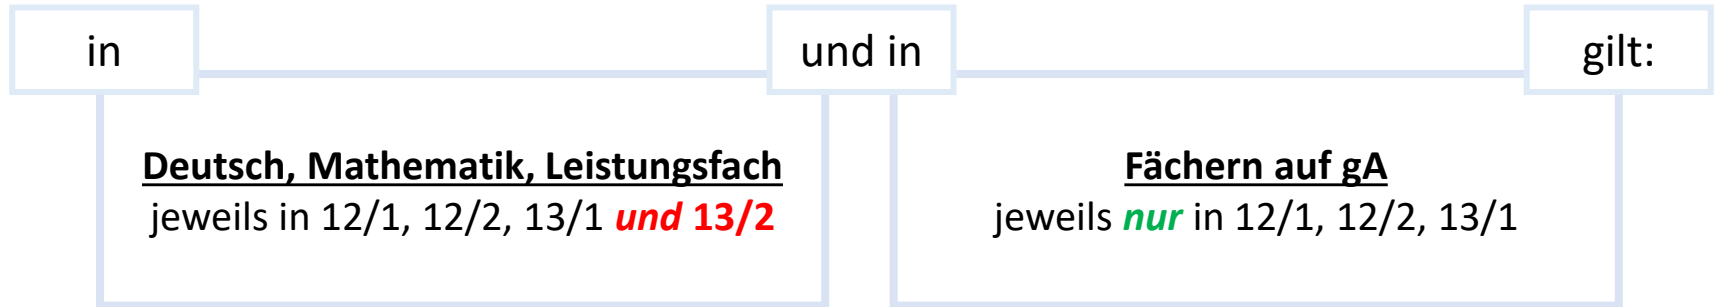 in
und in
gilt:
Deutsch, Mathematik, Leistungsfach
jeweils in 12/1, 12/2, 13/1 und 13/2
Fächern auf gA
jeweils nur in 12/1, 12/2, 13/1